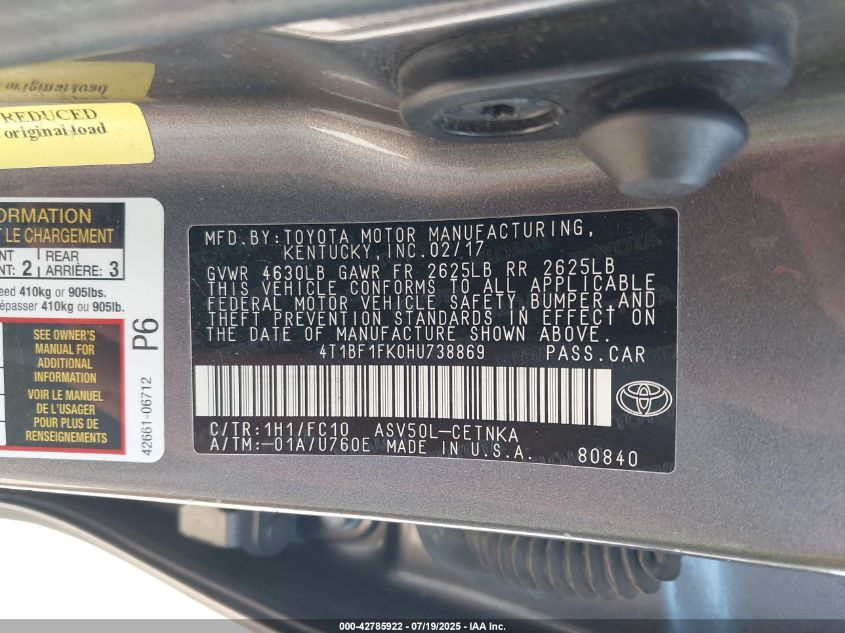 original load
REDUCED
original load
ORMATION
T LE CHARGEMENT
NT
NT: 2
REAR
ARRIÈRE: 3
eed 410kg or 905lbs.
épasser 410kg ou 905lb.
SEE OWNER'S
MANUAL FOR
ADDITIONAL
INFORMATION
VOIR LE MANUEL
DE L'USAGER
POUR PLUS DE
RENSEIGNEMENTS
P6
42661-06712
MFD.BY:TOYOTA MOTOR MANUFACTURING,
KENTUCKY,INC.02/17
GVWR 4630LB GAWR FR 2625LB RR 2625LB
THIS VEHICLE CONFORMS TO ALL APPLICABLE
FEDERAL MOTOR VEHICLE SAFETY,BUMPER,AND
THEFT PREVENTION STANDARDS IN EFFECT ON
THE DATE OF MANUFACTURE SHOWN ABOVE.
4T1BF1FK0HU738869 PASS.CAR
C/TR:1H1/FC10 ASV50L-CETNKA
A/TM:-01A/U760E MADE IN U.S.A. 80840
000-42785922 - 07/19/2025 - IAA Inc.